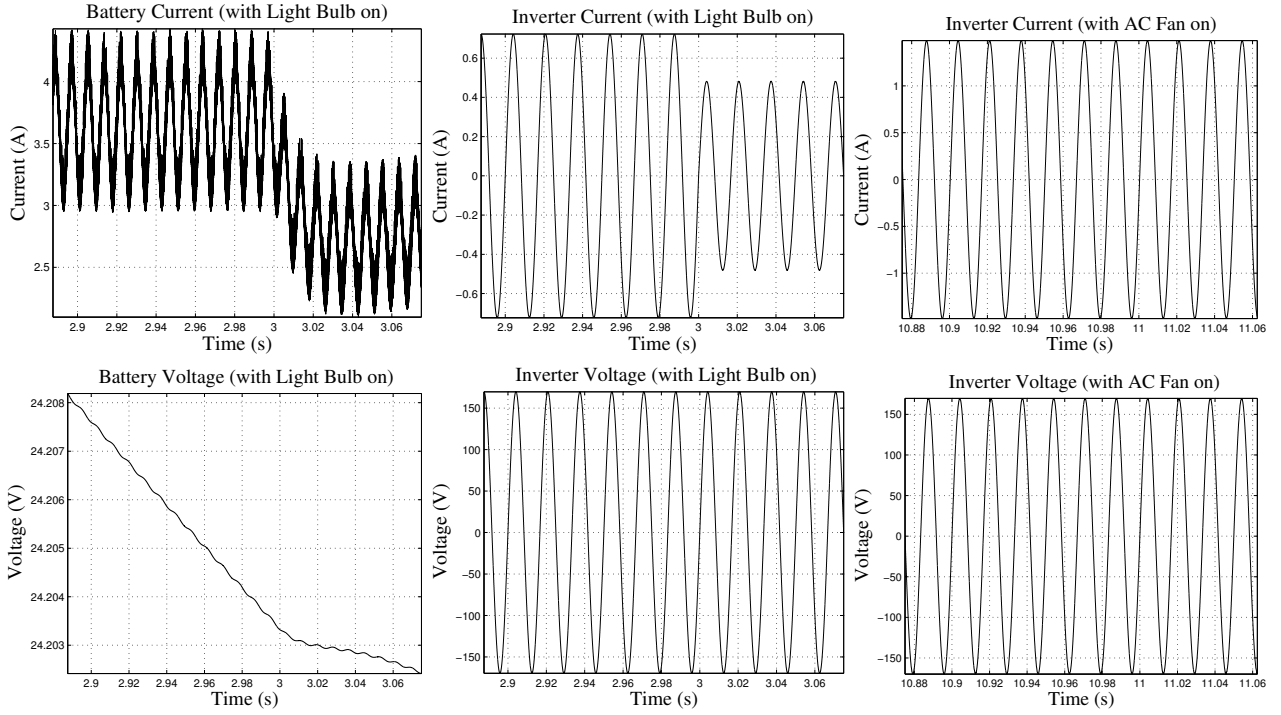 Battery Current (with Light Bulb on)
4
3.5
3
2.5
Current (A)
2.9 2.92 2.94 2.96 2.98 3 3.02 3.04 3.06
Time (s)
Inverter Current (with Light Bulb on)
0.6
0.4
0.2
0
−0.2
−0.4
−0.6
Current (A)
2.9 2.92 2.94 2.96 2.98 3 3.02 3.04 3.06
Time (s)
Inverter Current (with AC Fan on)
1
0.5
0
−0.5
−1
Current (A)
10.88 10.9 10.92 10.94 10.96 10.98 11 11.02 11.04 11.06
Time (s)
Battery Voltage (with Light Bulb on)
24.208
24.207
24.206
24.205
24.204
24.203
Voltage (V)
2.9 2.92 2.94 2.96 2.98 3 3.02 3.04 3.06
Time (s)
Inverter Voltage (with Light Bulb on)
150
100
50
0
−50
−100
−150
Voltage (V)
2.9 2.92 2.94 2.96 2.98 3 3.02 3.04 3.06
Time (s)
Inverter Voltage (with AC Fan on)
150
100
50
0
−50
−100
−150
Voltage (V)
10.88 10.9 10.92 10.94 10.96 10.98 11 11.02 11.04 11.06
Time (s)